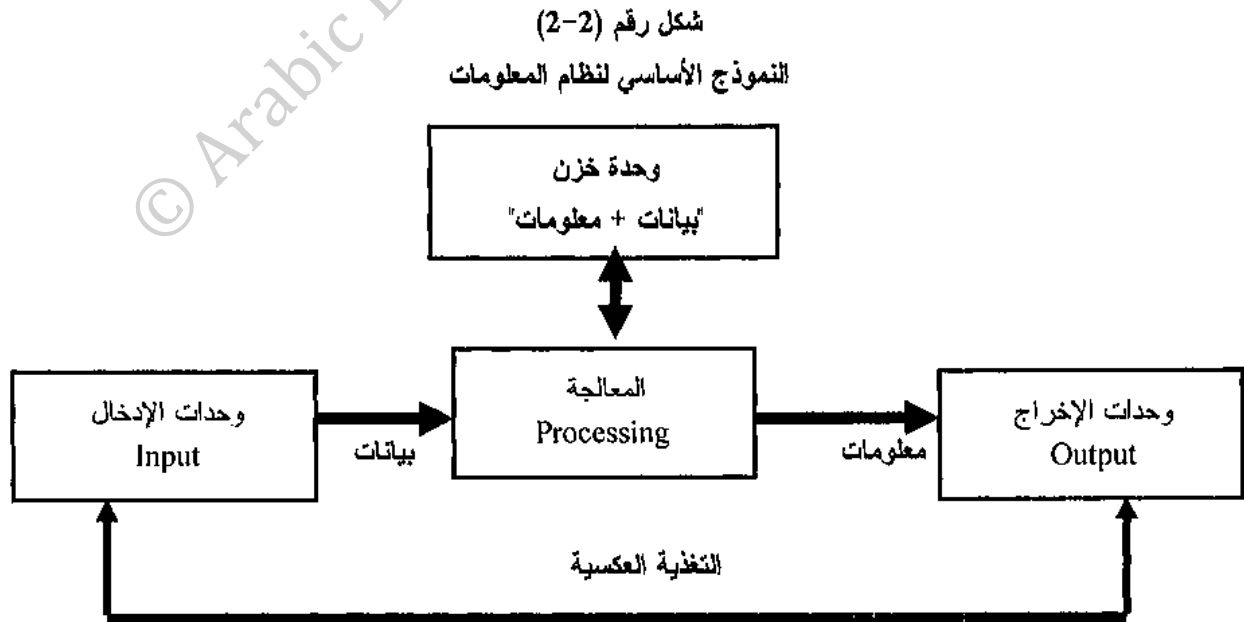 شكل رقم (2-2)
النموذج الأساسي لنظام المعلومات
وحدة خزن
"بيانات + معلومات"
وحدات الإدخال
Input
بيانات
المعالجة
Processing
معلومات
وحدات الإخراج
Output
التغذية العكسية
© Arabic